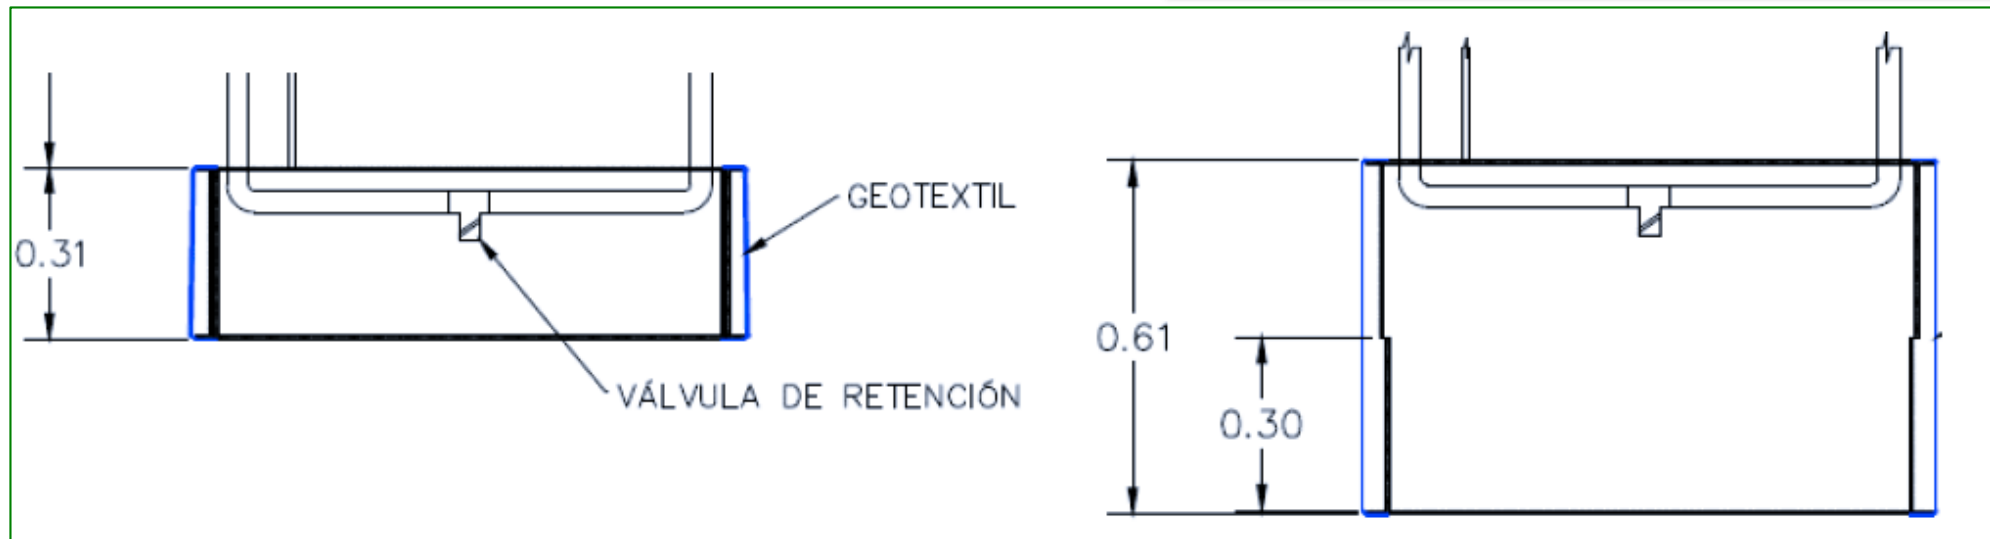 0.31
GEOTEXTIL
VÁLVULA DE RETENCIÓN
0.61
0.30